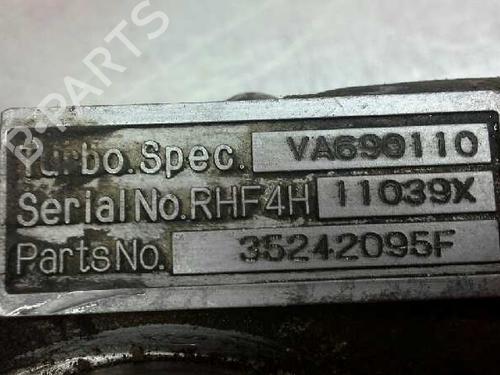 B-PARTS
Turbo.Spec. VA690110
Serial No.RHF4H 11039X
Parts No. 35242095F